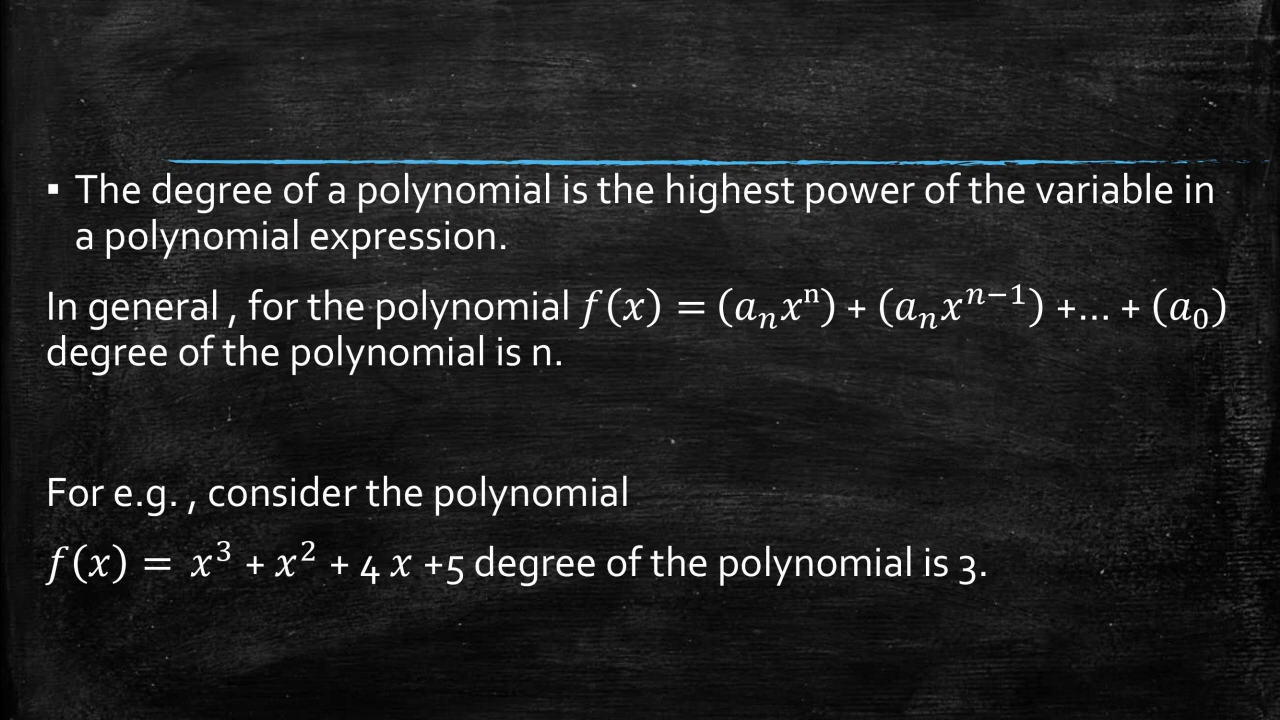 ▪ The degree of a polynomial is the highest power of the variable in
a polynomial expression.
In general , for the polynomial 𝑓(𝑥) = (𝑎ₙ𝑥ⁿ) + (𝑎ₙ𝑥ⁿ⁻¹) +... + (𝑎₀)
degree of the polynomial is n.
For e.g. , consider the polynomial
𝑓(𝑥) = 𝑥³ + 𝑥² + 4 𝑥 +5 degree of the polynomial is 3.